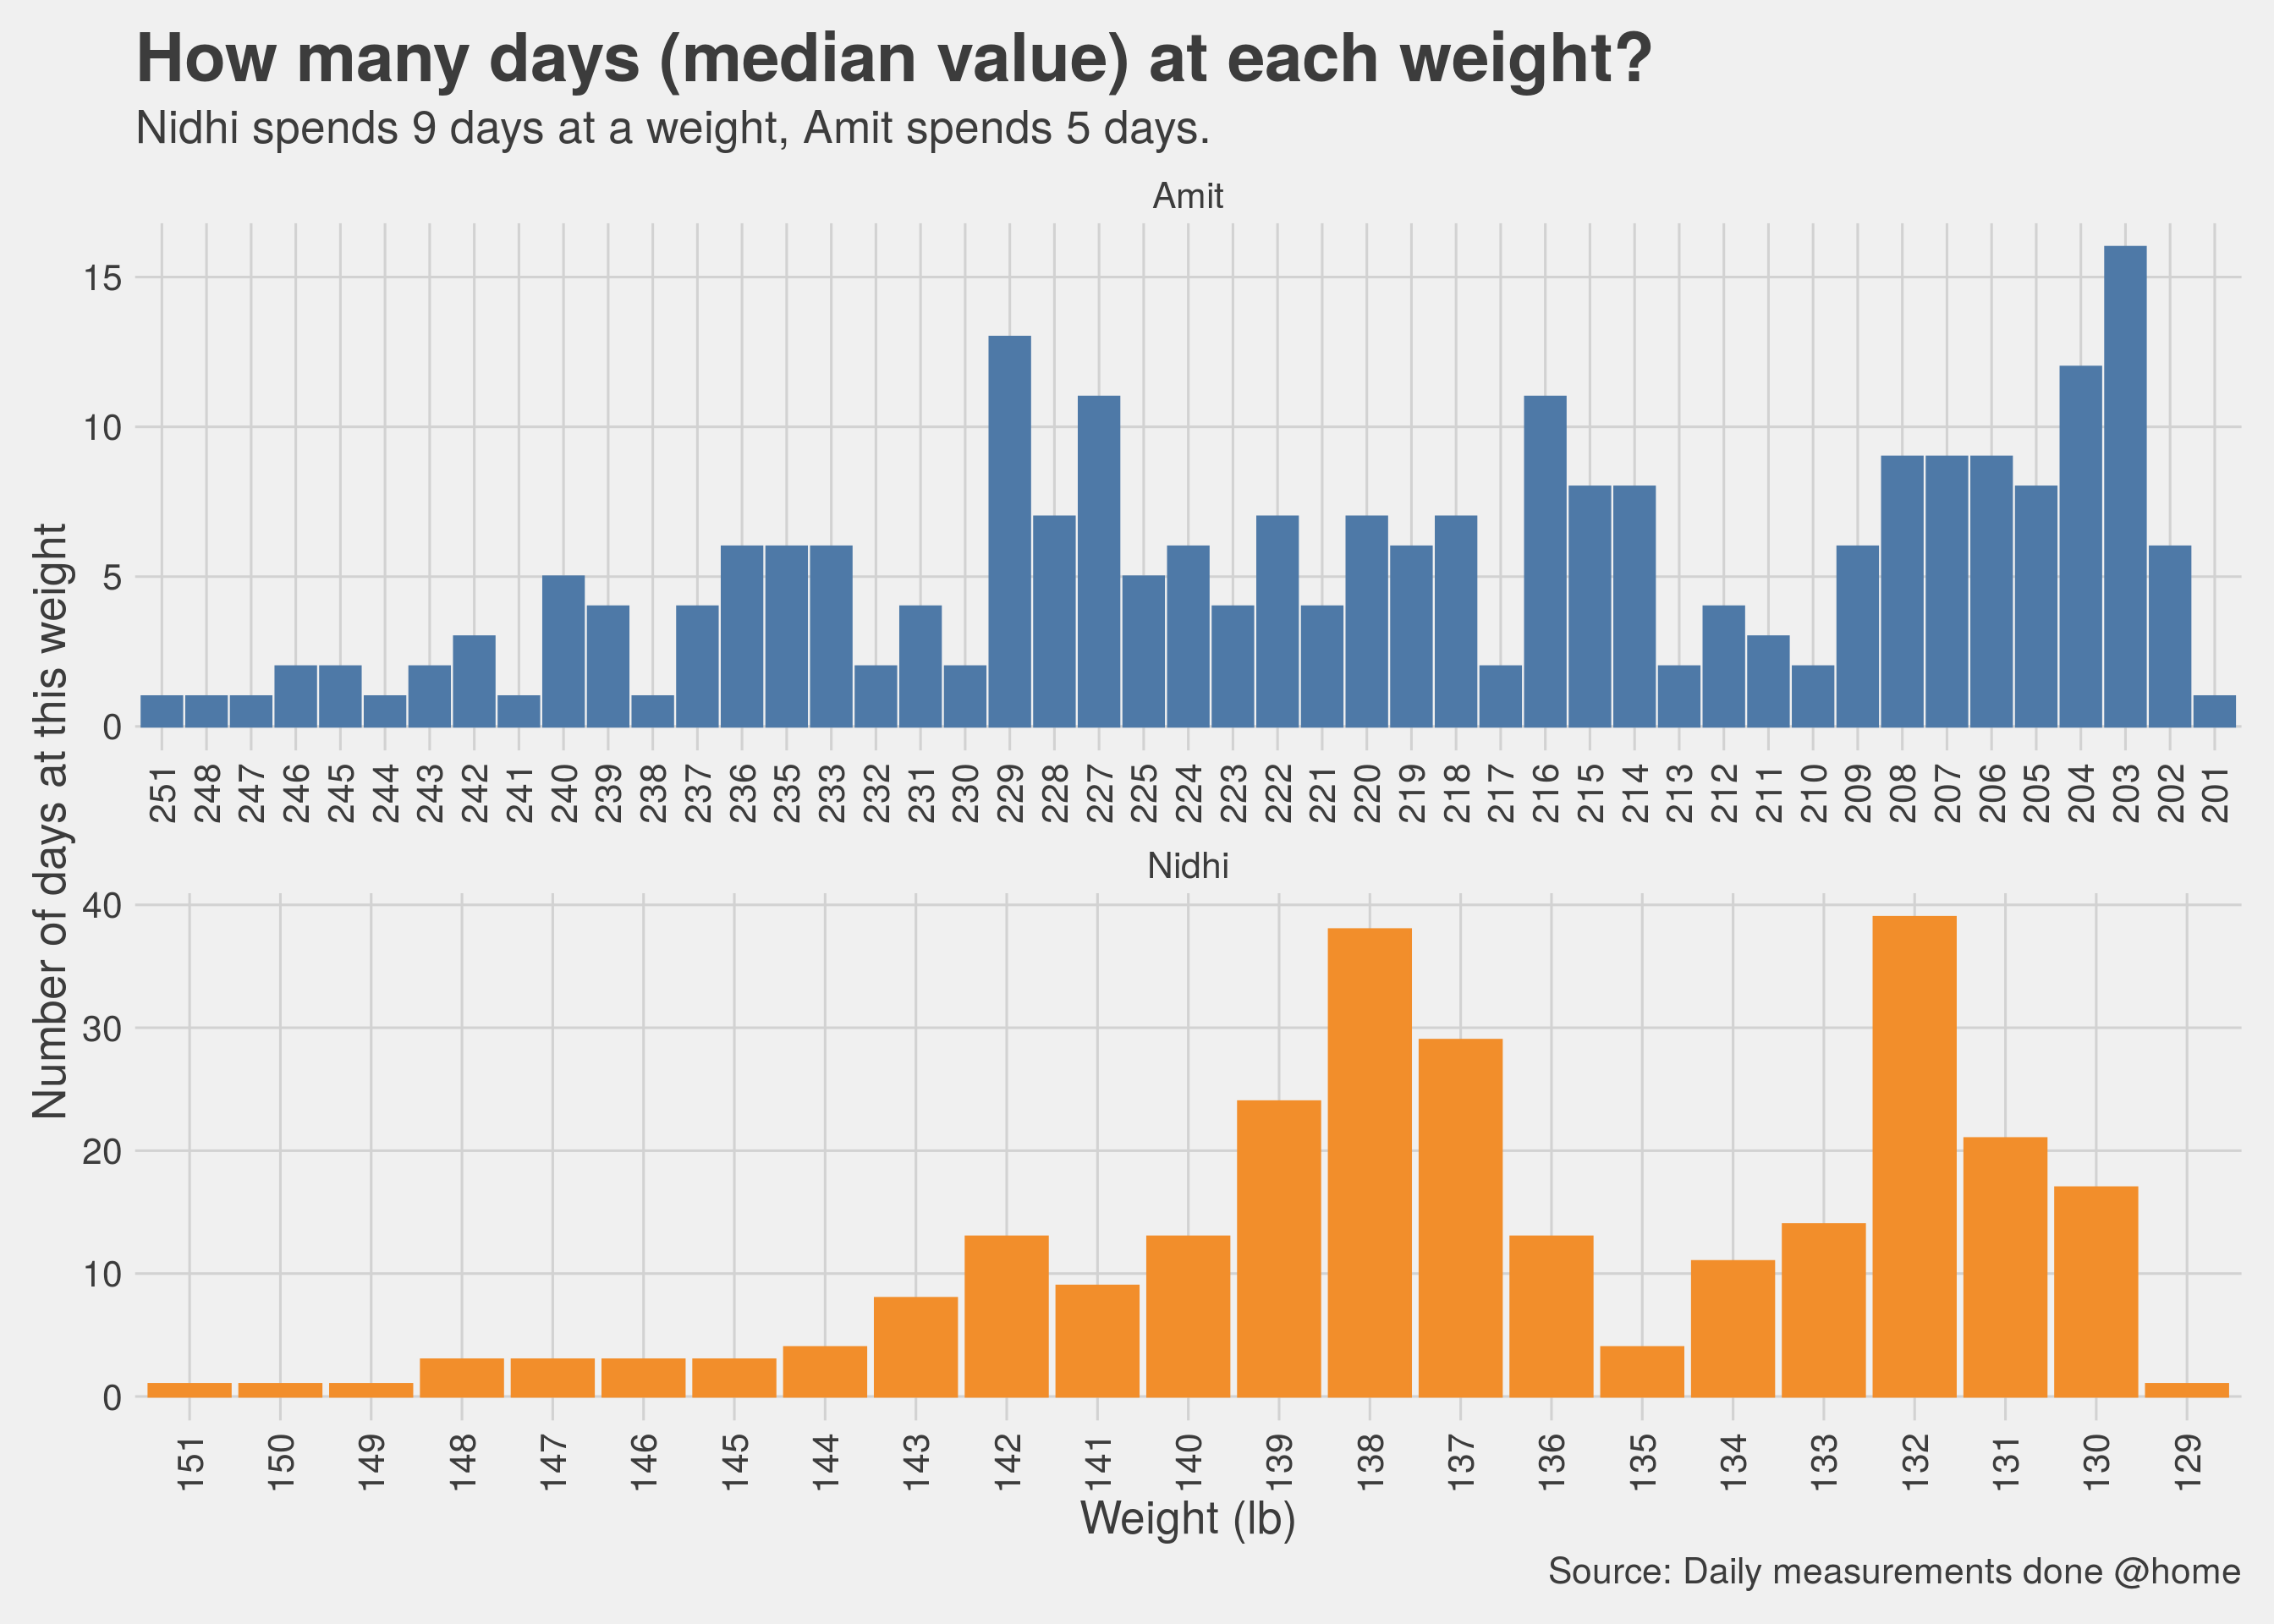 How many days (median value) at each weight?
Nidhi spends 9 days at a weight, Amit spends 5 days.
Amit
15
10
5
0
251 248 247 246 245 244 243 242 241 240 239 238 237 236 235 233 232 231 230 229 228 227 225 224 223 222 221 220 219 218 217 216 215 214 213 212 211 210 209 208 207 206 205 204 203 202 201
Number of days at this weight
Nidhi
40
30
20
10
0
151 150 149 148 147 146 145 144 143 142 141 140 139 138 137 136 135 134 133 132 131 130 129
Weight (lb)
Source: Daily measurements done @home